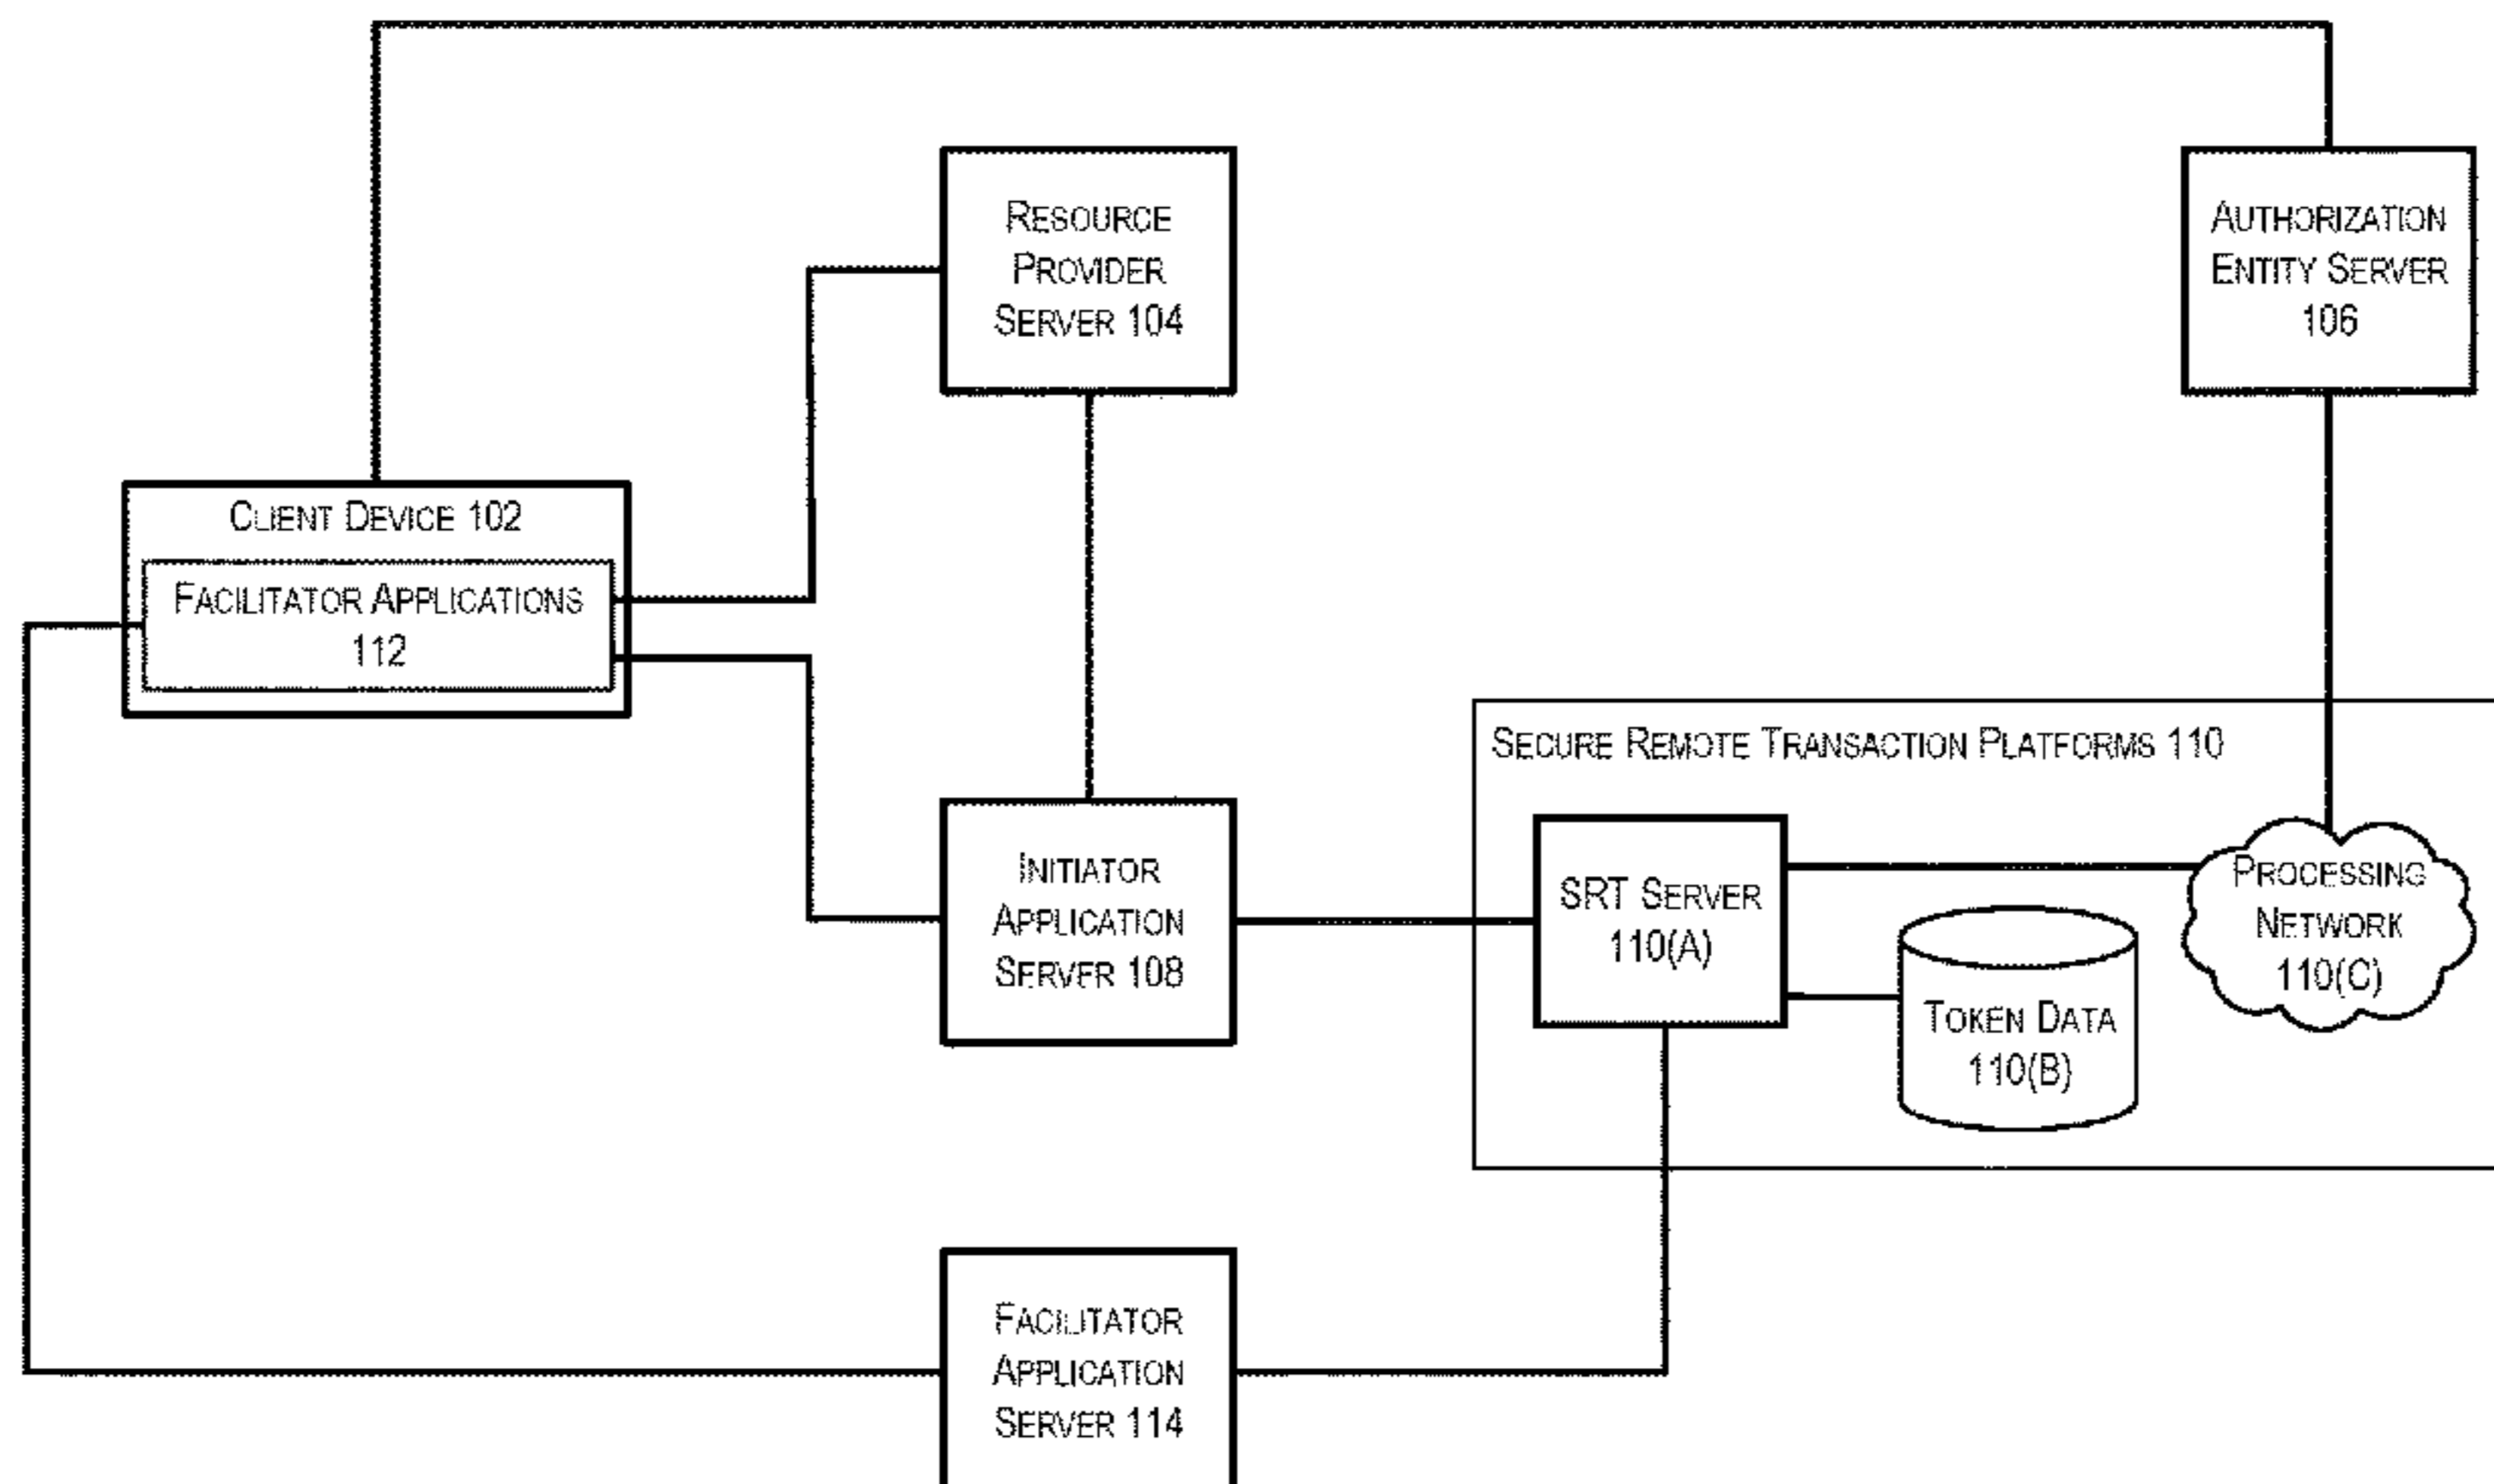 RESOURCE
PROVIDER
SERVER 104
AUTHORIZATION
ENTITY SERVER
106
CLIENT DEVICE 102
FACILITATOR APPLICATIONS
112
SECURE REMOTE TRANSACTION PLATFORMS 110
INITIATOR
APPLICATION
SERVER 108
SRT SERVER
110(A)
PROCESSING
NETWORK
110(C)
TOKEN DATA
110(B)
FACILITATOR
APPLICATION
SERVER 114